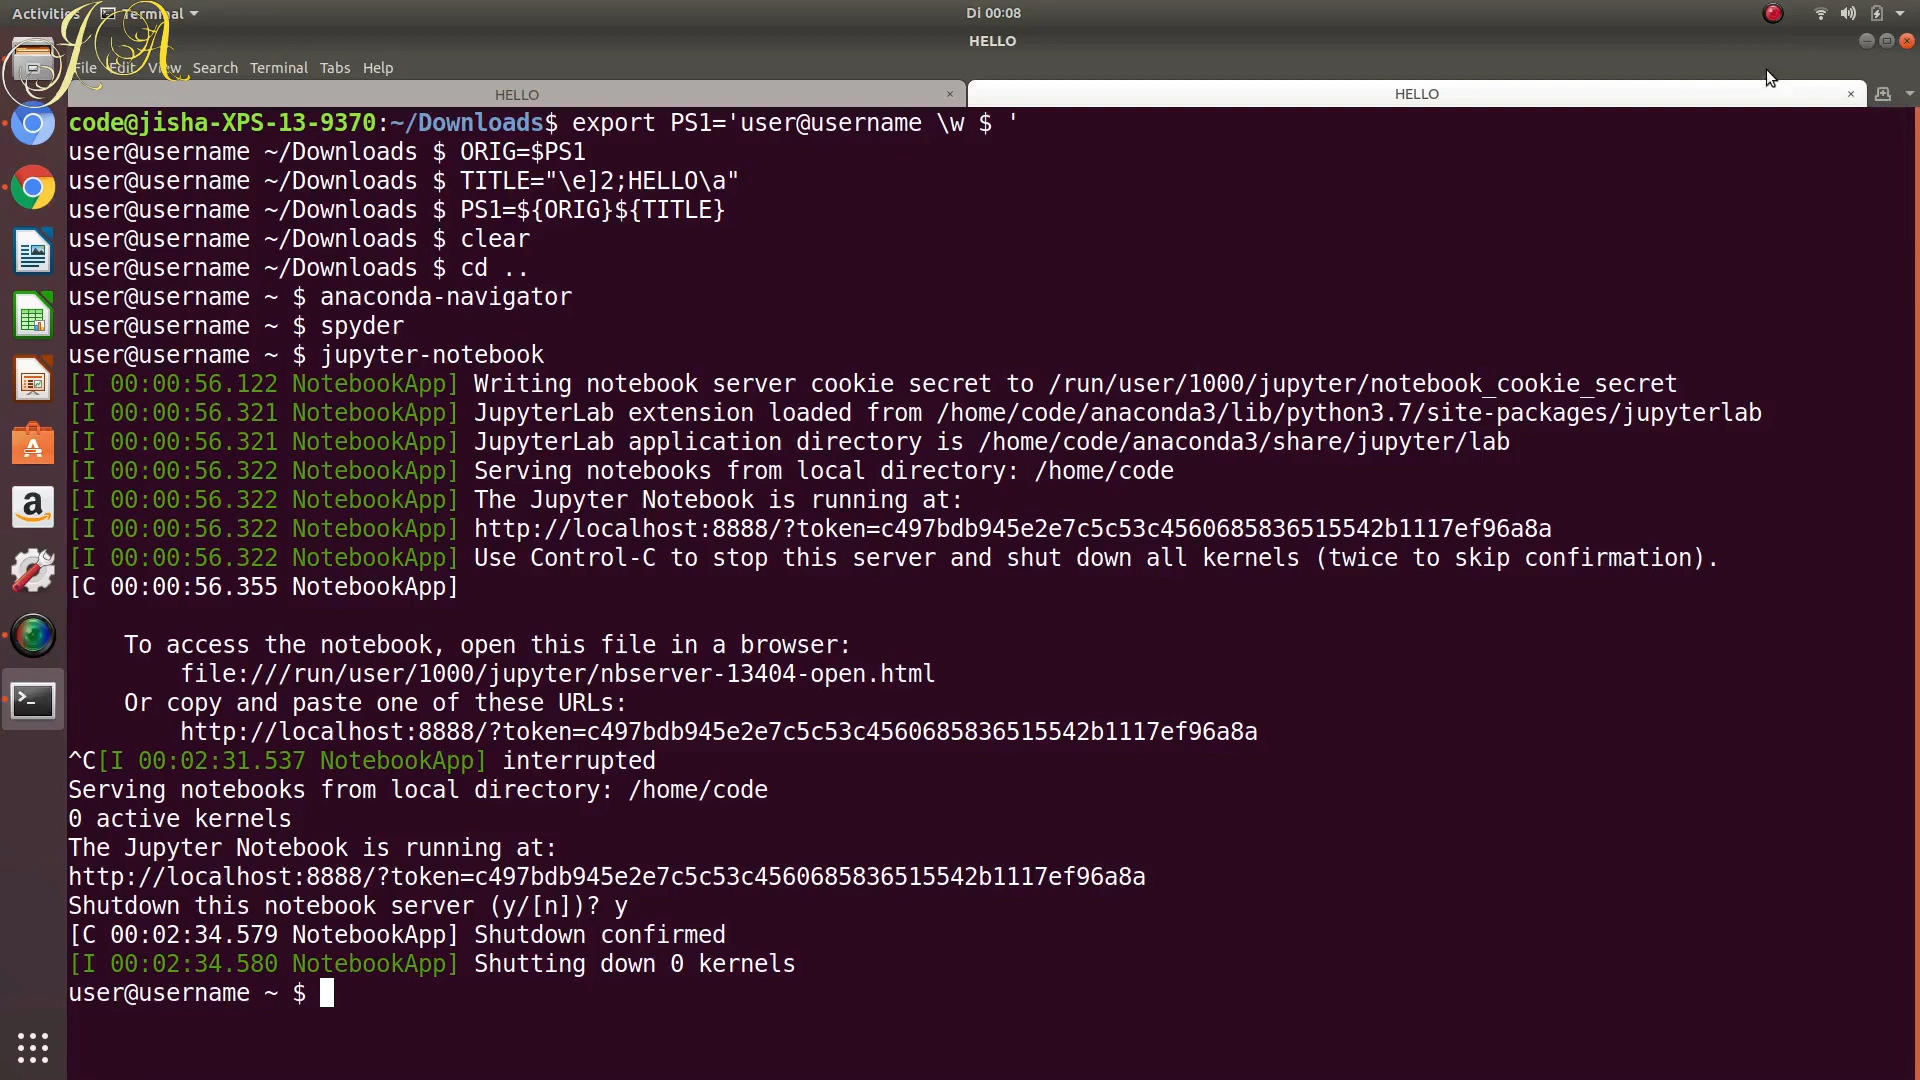 Activities Terminal Di 00:08
HELLO
JA
File Edit View Search Terminal Tabs Help
HELLO × HELLO ×
code@jisha-XPS-13-9370:~/Downloads$ export PS1='user@username \w $ '
user@username ~/Downloads $ ORIG=$PS1
user@username ~/Downloads $ TITLE="\e]2;HELLO\a"
user@username ~/Downloads $ PS1=${ORIG}${TITLE}
user@username ~/Downloads $ clear
user@username ~/Downloads $ cd ..
user@username ~ $ anaconda-navigator
user@username ~ $ spyder
user@username ~ $ jupyter-notebook
[I 00:00:56.122 NotebookApp] Writing notebook server cookie secret to /run/user/1000/jupyter/notebook_cookie_secret
[I 00:00:56.321 NotebookApp] JupyterLab extension loaded from /home/code/anaconda3/lib/python3.7/site-packages/jupyterlab
[I 00:00:56.321 NotebookApp] JupyterLab application directory is /home/code/anaconda3/share/jupyter/lab
[I 00:00:56.322 NotebookApp] Serving notebooks from local directory: /home/code
[I 00:00:56.322 NotebookApp] The Jupyter Notebook is running at:
[I 00:00:56.322 NotebookApp] http://localhost:8888/?token=c497bdb945e2e7c5c53c4560685836515542b1117ef96a8a
[I 00:00:56.322 NotebookApp] Use Control-C to stop this server and shut down all kernels (twice to skip confirmation).
[C 00:00:56.355 NotebookApp]
To access the notebook, open this file in a browser:
file:///run/user/1000/jupyter/nbserver-13404-open.html
Or copy and paste one of these URLs:
http://localhost:8888/?token=c497bdb945e2e7c5c53c4560685836515542b1117ef96a8a
^C[I 00:02:31.537 NotebookApp] interrupted
Serving notebooks from local directory: /home/code
0 active kernels
The Jupyter Notebook is running at:
http://localhost:8888/?token=c497bdb945e2e7c5c53c4560685836515542b1117ef96a8a
Shutdown this notebook server (y/[n])? y
[C 00:02:34.579 NotebookApp] Shutdown confirmed
[I 00:02:34.580 NotebookApp] Shutting down 0 kernels
user@username ~ $